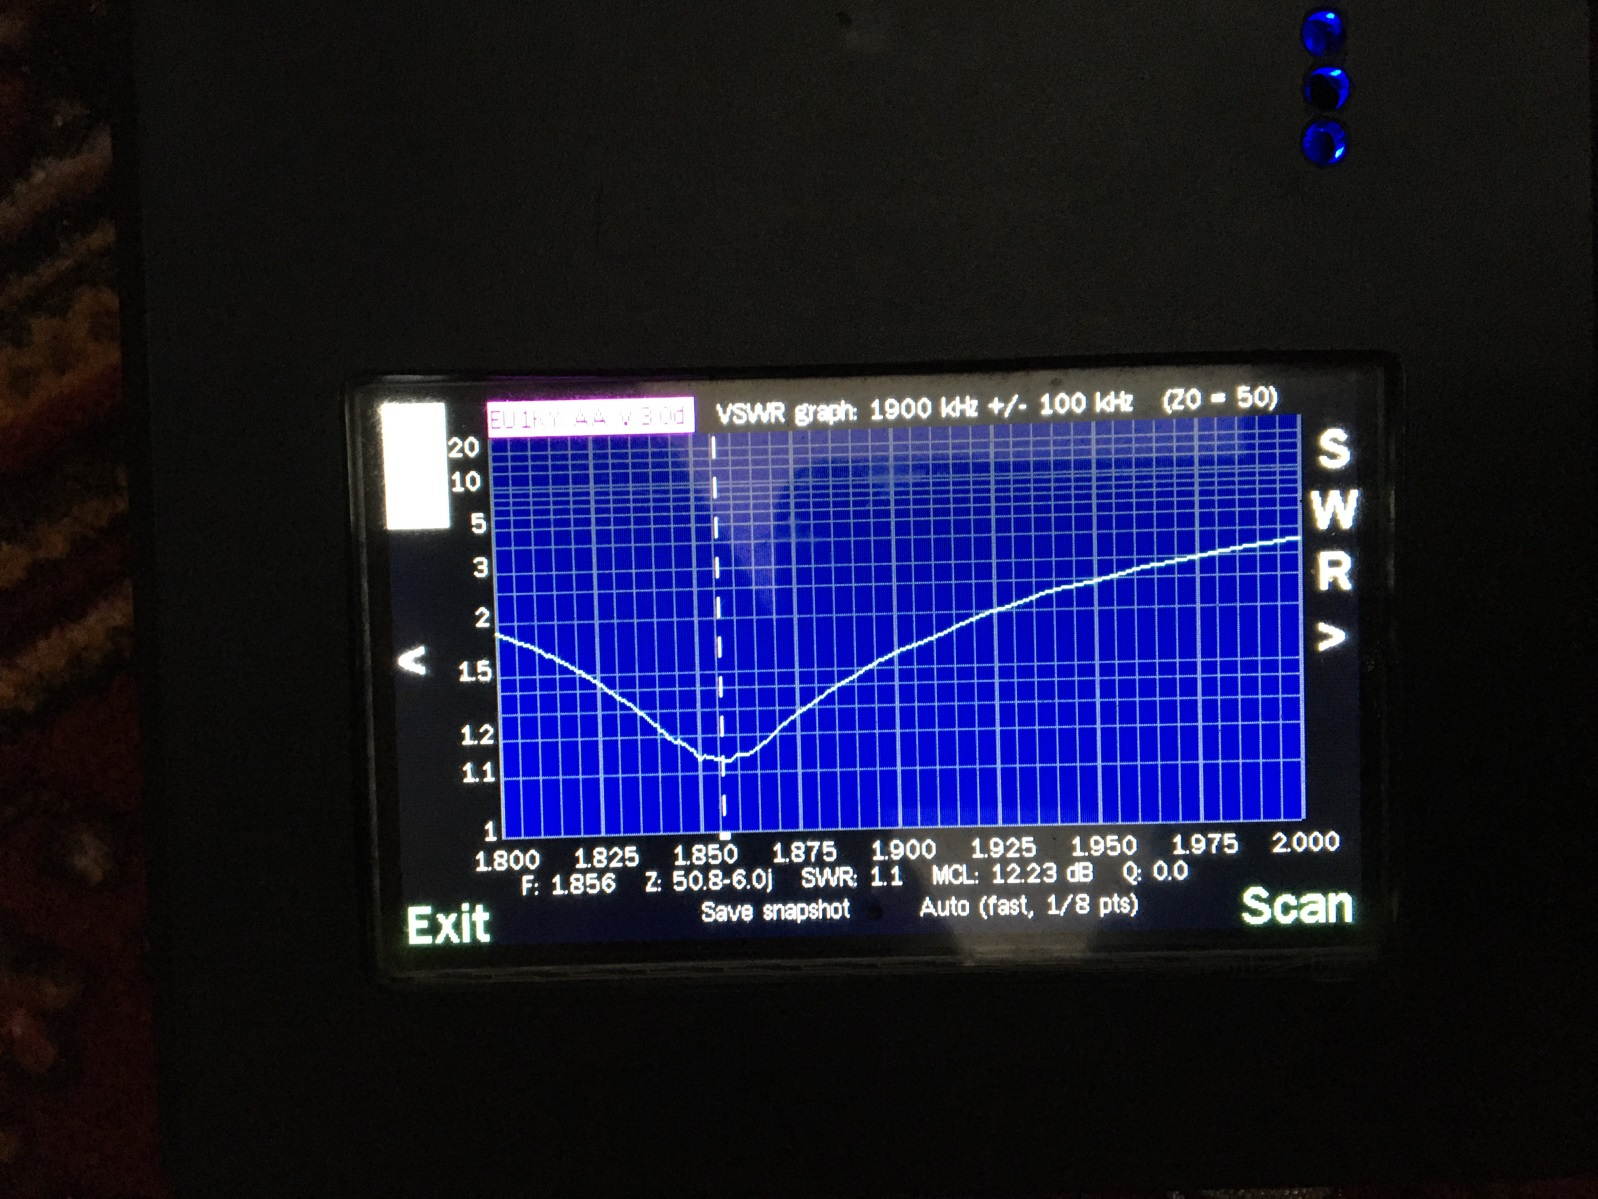 EU1KY AA v 3.0d VSWR graph: 1900 kHz +/- 100 kHz (Z0 = 50)
20
10
5
3
2
1.5
1.2
1.1
1
S
W
R
<
>
1.800 1.825 1.850 1.875 1.900 1.925 1.950 1.975 2.000
F: 1.856 Z: 50.8-6.0j SWR: 1.1 MCL: 12.23 dB Q: 0.0
Exit Save snapshot Auto (fast, 1/8 pts) Scan